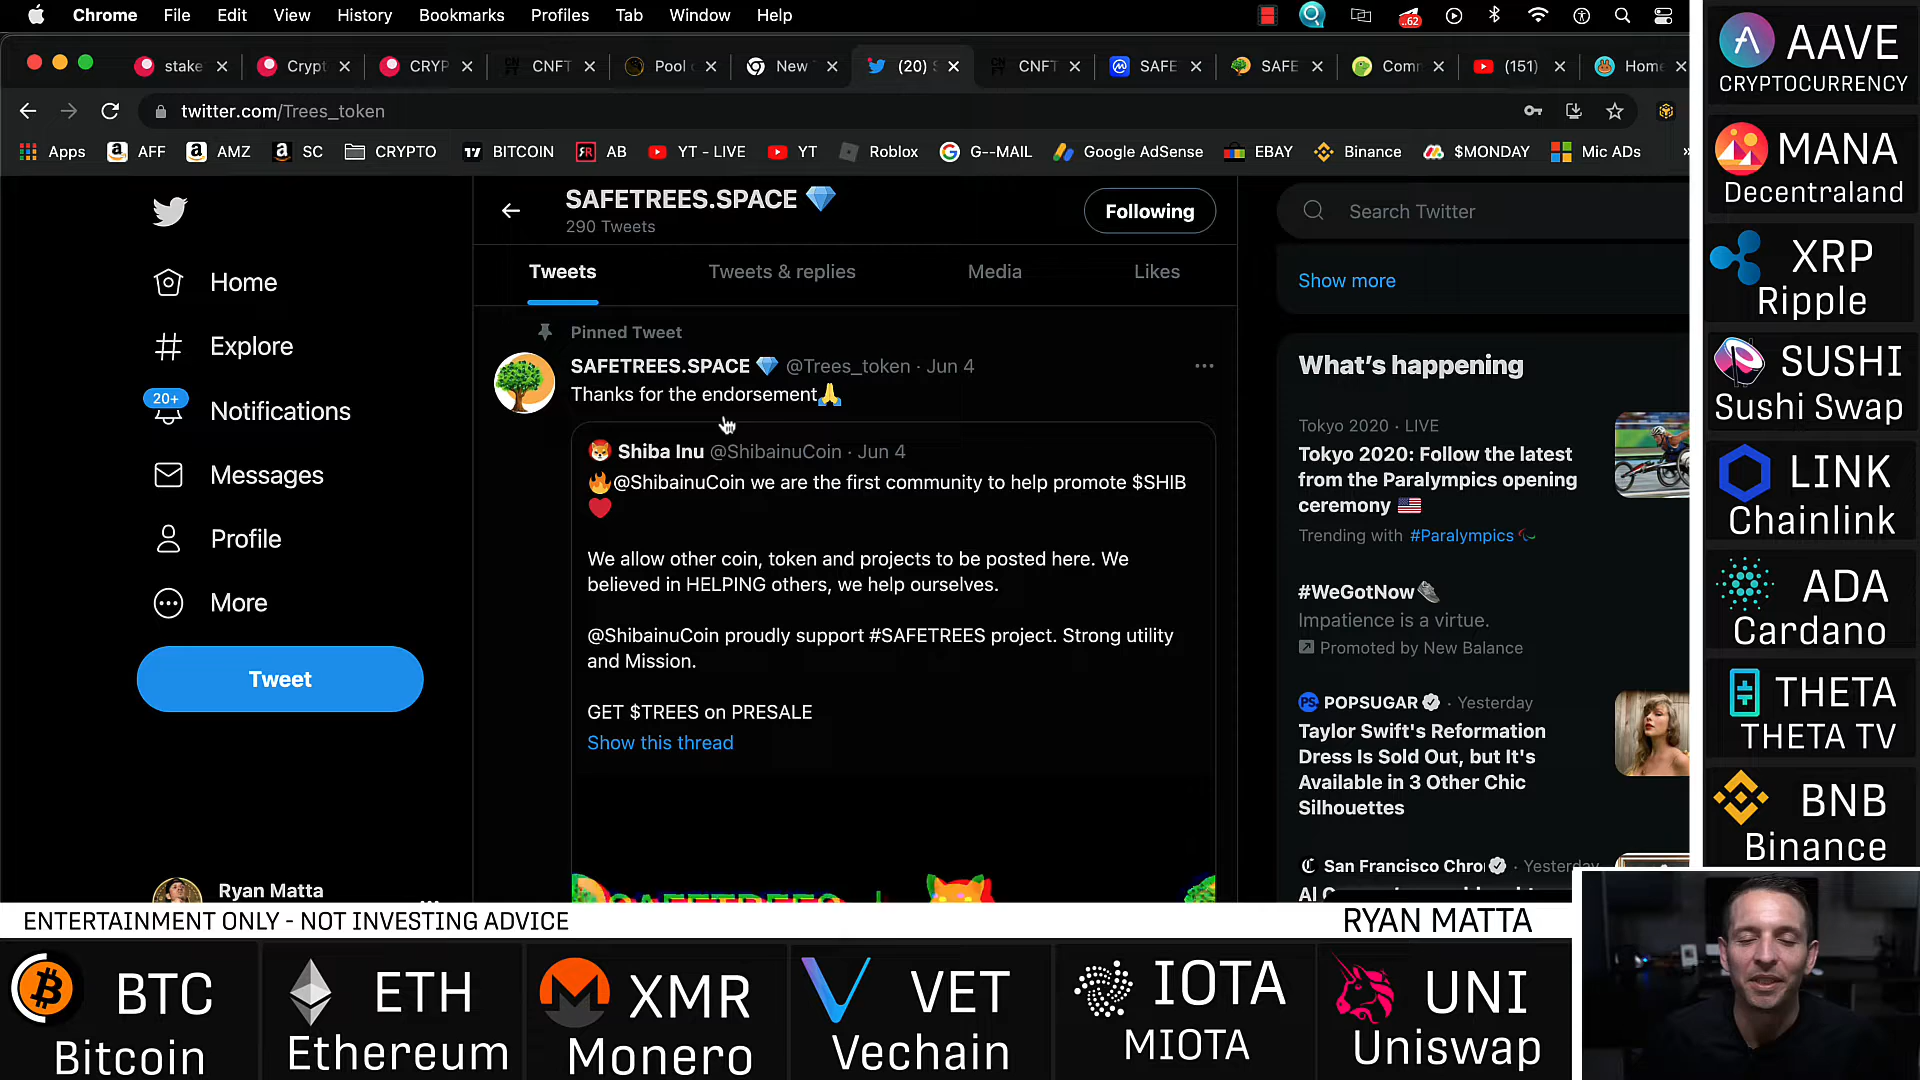 Chrome File Edit View History Bookmarks Profiles Tab Window Help
62
stake Crypt CRYP CNFT Pool New T (20) S CNFT SAFE SAFE Com (151) Home
twitter.com/Trees_token
Apps AFF AMZ SC CRYPTO BITCOIN AB YT - LIVE YT Roblox G--MAIL Google AdSense EBAY Binance $MONDAY Mic ADs »
SAFETREES.SPACE 💎
290 Tweets
Following
Search Twitter
Home
Explore
20+
Notifications
Messages
Profile
More
Tweet
Ryan Matta
Tweets Tweets & replies Media Likes
Pinned Tweet
SAFETREES.SPACE 💎 @Trees_token · Jun 4
Thanks for the endorsement🙏
Shiba Inu @ShibainuCoin · Jun 4
🔥@ShibainuCoin we are the first community to help promote $SHIB
❤️
We allow other coin, token and projects to be posted here. We
believed in HELPING others, we help ourselves.
@ShibainuCoin proudly support #SAFETREES project. Strong utility
and Mission.
GET $TREES on PRESALE
Show this thread
SAFETREES
Show more
What's happening
Tokyo 2020 · LIVE
Tokyo 2020: Follow the latest
from the Paralympics opening
ceremony 🇺🇸
Trending with #Paralympics
#WeGotNow
Impatience is a virtue.
Promoted by New Balance
PS POPSUGAR · Yesterday
Taylor Swift's Reformation
Dress Is Sold Out, but It's
Available in 3 Other Chic
Silhouettes
San Francisco Chro · Yesterday
AAVE
CRYPTOCURRENCY
MANA
Decentraland
XRP
Ripple
SUSHI
Sushi Swap
LINK
Chainlink
ADA
Cardano
THETA
THETA TV
BNB
Binance
ENTERTAINMENT ONLY - NOT INVESTING ADVICE
RYAN MATTA
BTC
Bitcoin
ETH
Ethereum
XMR
Monero
VET
Vechain
IOTA
MIOTA
UNI
Uniswap